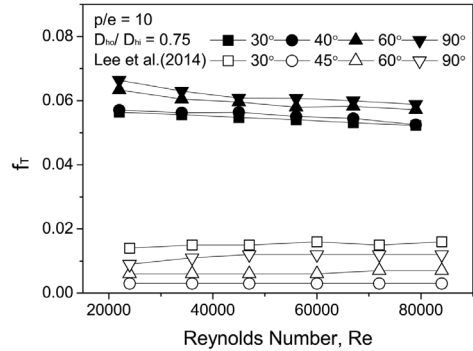 p/e = 10
Dho/ Dhi = 0.75 30° 40° 60° 90°
Lee et al.(2014) 30° 45° 60° 90°
0.08
0.06
0.04
0.02
0.00
fT
20000 40000 60000 80000
Reynolds Number, Re